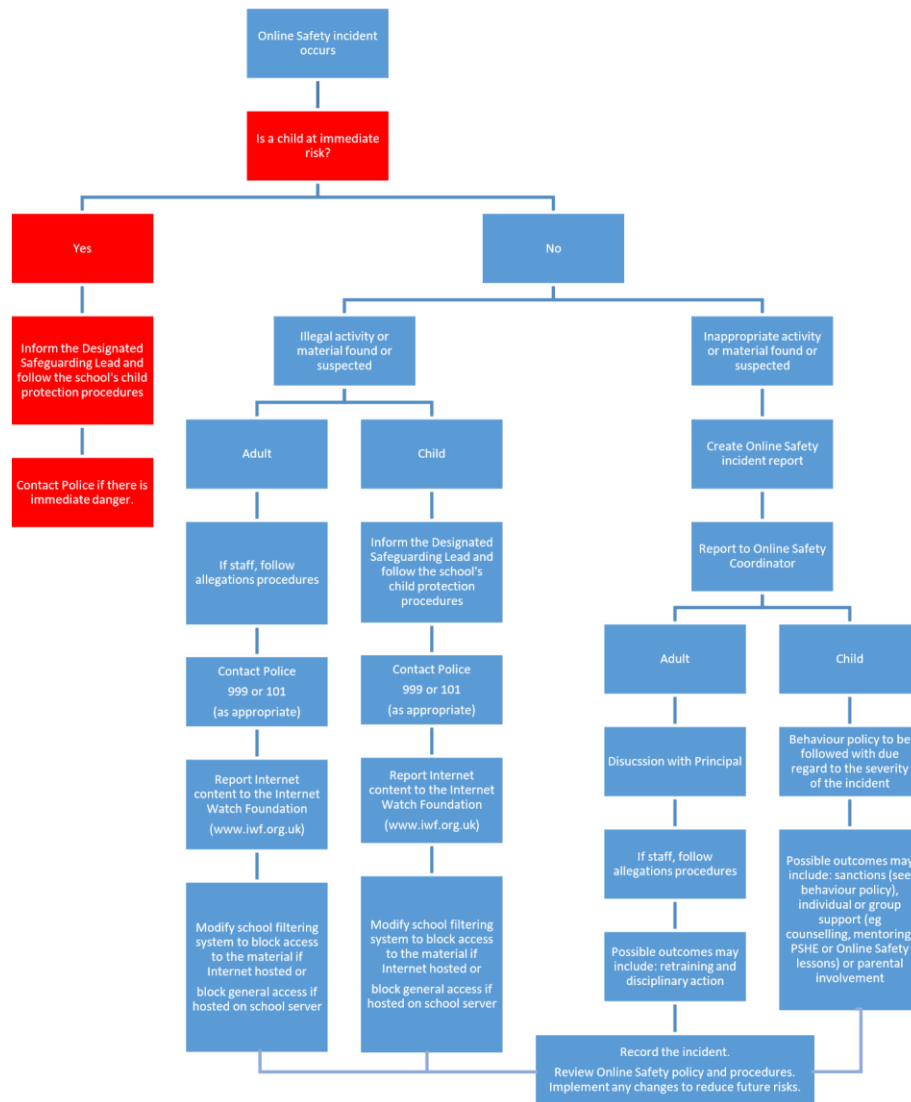 Online Safety incident
occurs
Is a child at immediate
risk?
Yes
No
Inform the Designated
Safeguarding Lead and
follow the school's child
protection procedures
Contact Police if there is
immediate danger.
Illegal activity or
material found or
suspected
Inappropriate activity
or material found or
suspected
Adult
Child
Create Online Safety
incident report
If staff, follow
allegations procedures
Inform the Designated
Safeguarding Lead and
follow the school's
child protection
procedures
Report to Online Safety
Coordinator
Contact Police
999 or 101
(as appropriate)
Contact Police
999 or 101
(as appropriate)
Adult
Child
Report Internet
content to the Internet
Watch Foundation
(www.iwf.org.uk)
Report Internet
content to the Internet
Watch Foundation
(www.iwf.org.uk)
Disucssion with Principal
Behaviour policy to be
followed with due
regard to the severity
of the incident
Modify school filtering
system to block access
to the material if
Internet hosted or
block general access if
hosted on school server
Modify school filtering
system to block access
to the material if
Internet hosted or
block general access if
hosted on school server
If staff, follow
allegations procedures
Possible outcomes may
include: retraining and
disciplinary action
Possible outcomes may
include: sanctions (see
behaviour policy),
individual or group
support (eg
counselling, mentoring,
PSHE or Online Safety
lessons) or parental
involvement
Record the incident.
Review Online Safety policy and procedures.
Implement any changes to reduce future risks.